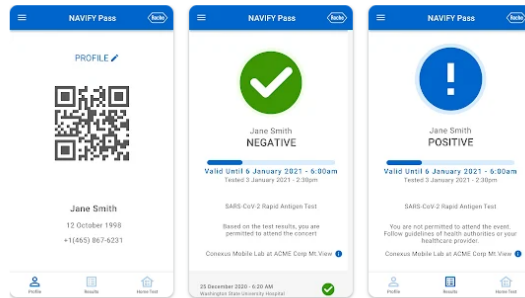 NAVIFY Pass
Roche
PROFILE
Jane Smith
12 October 1998
+1(465) 867-6231
Profile
Results
Home Test
NAVIFY Pass
Roche
Jane Smith
NEGATIVE
Valid Until 6 January 2021 - 6:00am
Tested 3 January 2021 - 2:30pm
SARS-CoV-2 Rapid Antigen Test
Based on the test results, you are
permitted to attend the concert
Conexus Mobile Lab at ACME Corp Mt.View
25 December 2020 - 6:20 AM
Washington State University Hospital
NAVIFY Pass
Roche
Jane Smith
POSITIVE
Valid Until 6 January 2021 - 6:00am
Tested 3 January 2021 - 2:30pm
SARS-CoV-2 Rapid Antigen Test
You are not permitted to attend the event.
Follow guidelines of health authorities or your
healthcare provider.
Conexus Mobile Lab at ACME Corp Mt.View
Profile
Results
Home Test